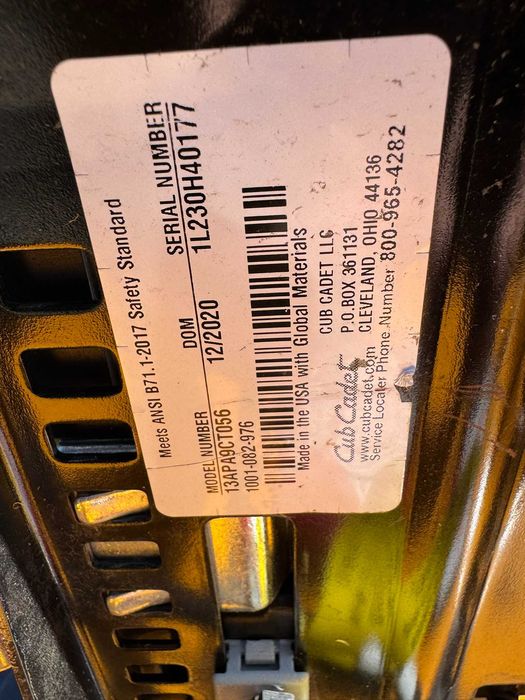 Meets ANSI B71.1-2017 Safety Standard
MODEL NUMBER DOM SERIAL NUMBER
13APA9CT056 12/2020 1L230H40177
1001-082-976
Made in the USA with Global Materials
Cub Cadet
CUB CADET LLC
P.O.BOX 361131
CLEVELAND, OHIO 44136
www.cubcadet.com
Service Locater Phone Number 800-965-4282